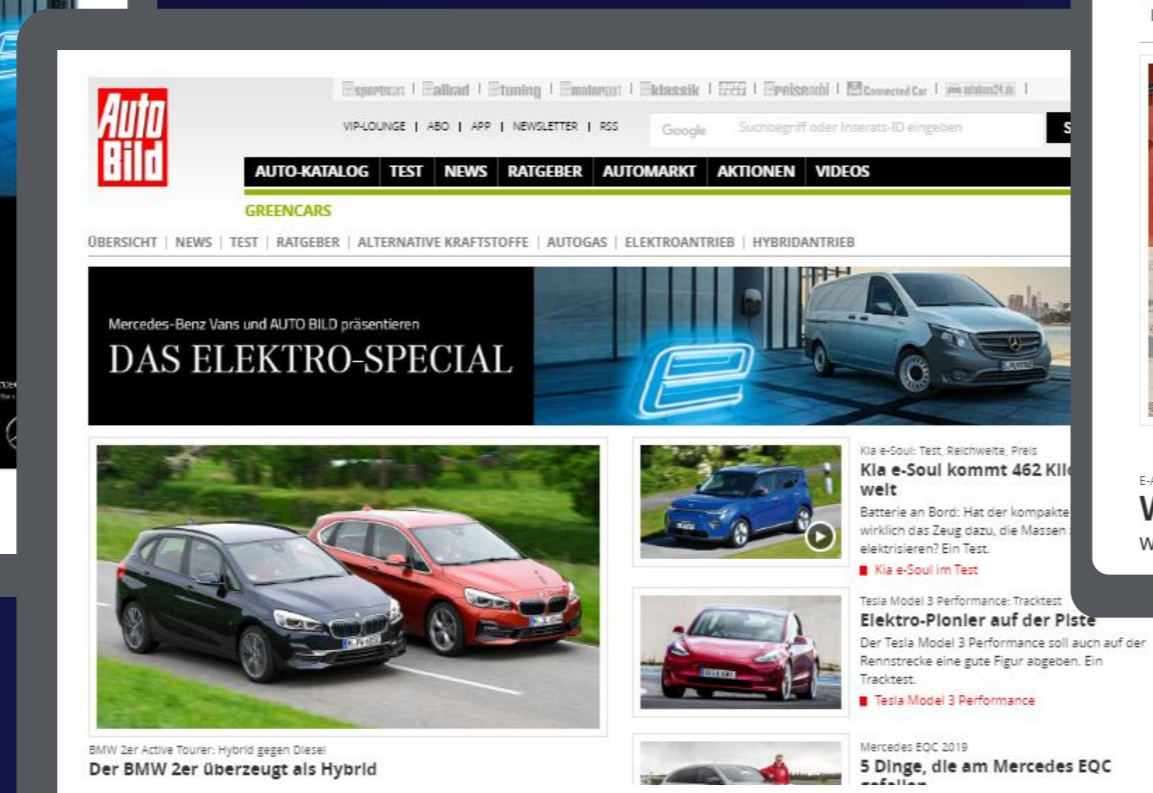 Auto
Bild
allrad | tuning | klassik | Connected Car
VIP-LOUNGE | ABO | APP | NEWSLETTER | RSS
Google Suchbegriff oder Inserats-ID eingeben S
AUTO-KATALOG TEST NEWS RATGEBER AUTOMARKT AKTIONEN VIDEOS
GREENCARS
ÜBERSICHT | NEWS | TEST | RATGEBER | ALTERNATIVE KRAFTSTOFFE | AUTOGAS | ELEKTROANTRIEB | HYBRIDANTRIEB
Mercedes-Benz Vans und AUTO BILD präsentieren
DAS ELEKTRO-SPECIAL
BMW 2er Active Tourer: Hybrid gegen Diesel
Der BMW 2er überzeugt als Hybrid
Kia e-Soul: Test, Reichweite, Preis
Kia e-Soul kommt 462 Kilo
weit
Batterie an Bord: Hat der kompakte
wirklich das Zeug dazu, die Massen
elektrisieren? Ein Test.
Kia e-Soul im Test
Tesla Model 3 Performance: Tracktest
Elektro-Pionier auf der Piste
Der Tesla Model 3 Performance soll auch auf der
Rennstrecke eine gute Figur abgeben. Ein
Tracktest.
Tesla Model 3 Performance
Mercedes EQC 2019
5 Dinge, die am Mercedes EQC
gefallen